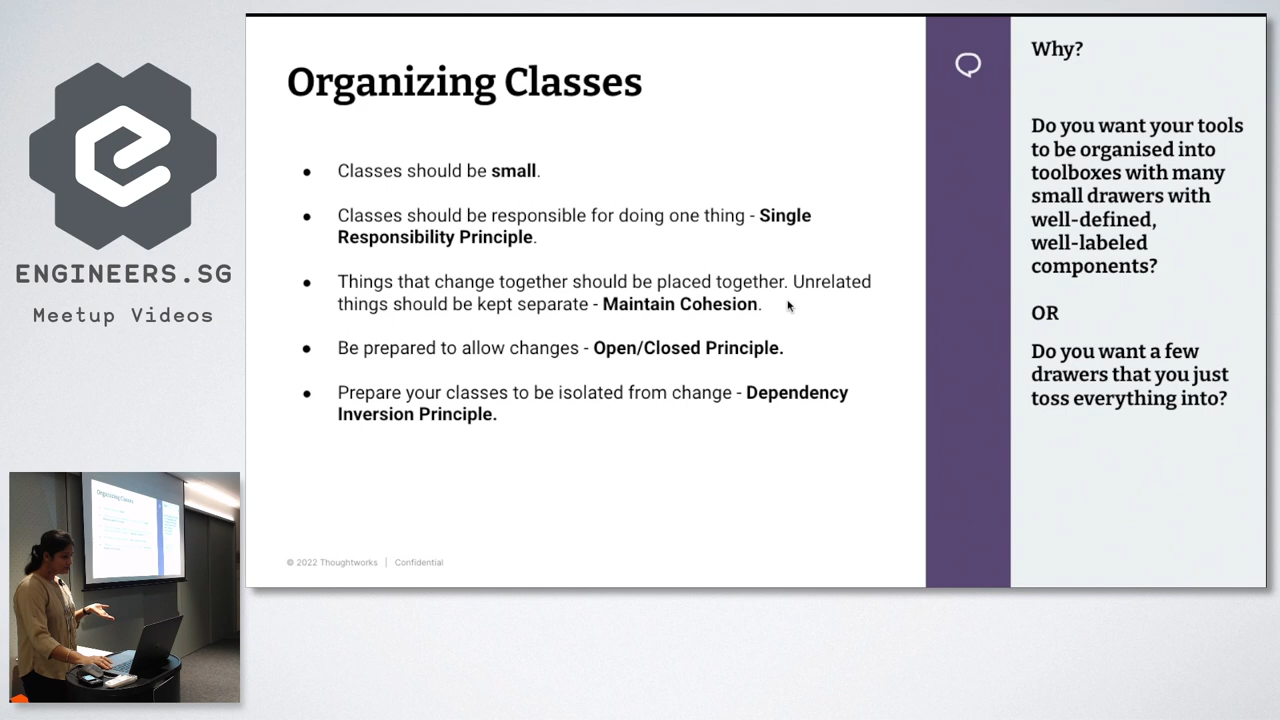 ENGINEERS.SG
Meetup Videos
Organizing Classes
• Classes should be small.
• Classes should be responsible for doing one thing - Single
Responsibility Principle.
• Things that change together should be placed together. Unrelated
things should be kept separate - Maintain Cohesion.
• Be prepared to allow changes - Open/Closed Principle.
• Prepare your classes to be isolated from change - Dependency
Inversion Principle.
© 2022 Thoughtworks | Confidential
Why?
Do you want your tools
to be organised into
toolboxes with many
small drawers with
well-defined,
well-labeled
components?
OR
Do you want a few
drawers that you just
toss everything into?
Organizing Classes